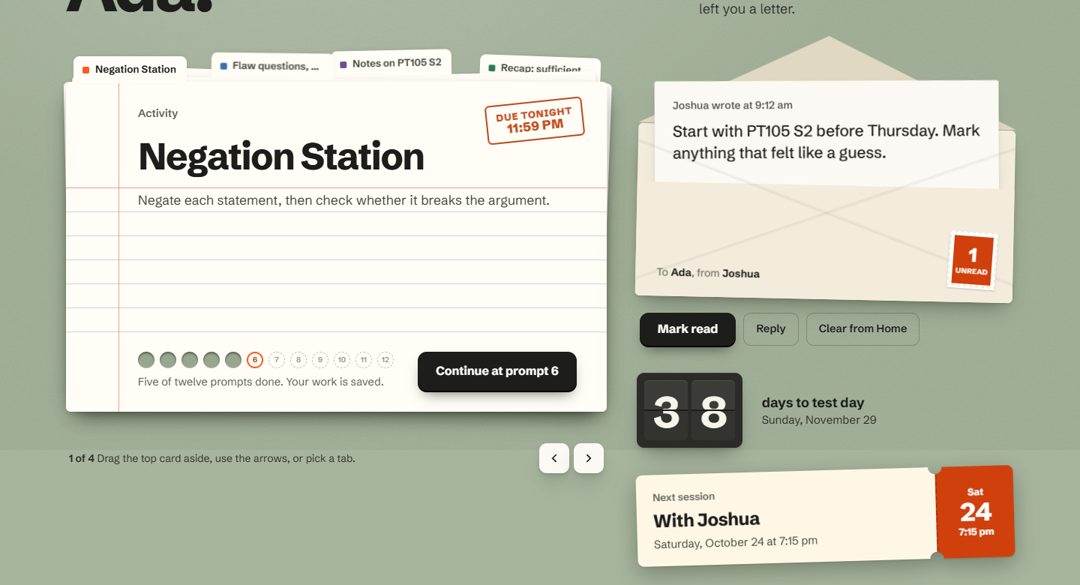 Ada.
left you a letter.
Negation Station
Flaw questions, ...
Notes on PT105 S2
Recap: sufficient
Activity
DUE TONIGHT
11:59 PM
Negation Station
Negate each statement, then check whether it breaks the argument.
6 7 8 9 10 11 12
Five of twelve prompts done. Your work is saved.
Continue at prompt 6
1 of 4 Drag the top card aside, use the arrows, or pick a tab.
Joshua wrote at 9:12 am
Start with PT105 S2 before Thursday. Mark
anything that felt like a guess.
To Ada, from Joshua
1
UNREAD
Mark read
Reply
Clear from Home
38
days to test day
Sunday, November 29
Next session
With Joshua
Saturday, October 24 at 7:15 pm
Sat
24
7:15 pm